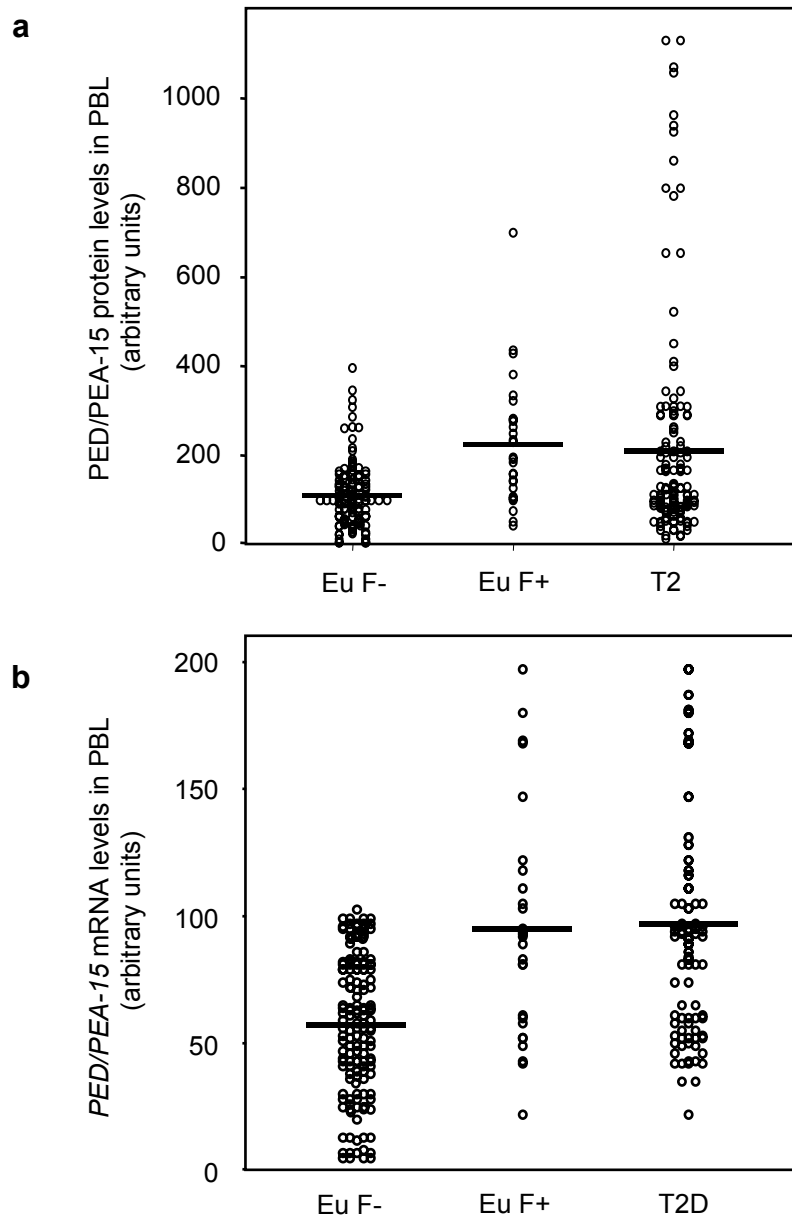 a
PED/PEA-15 protein levels in PBL
(arbitrary units)
1000
800
600
400
200
0
Eu F- Eu F+ T2
b
PED/PEA-15 mRNA levels in PBL
(arbitrary units)
200
150
100
50
0
Eu F- Eu F+ T2D